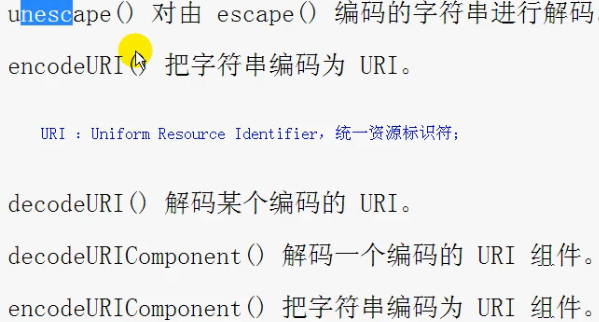 unescape() 对由 escape() 编码的字符串进行解码。
encodeURI() 把字符串编码为 URI。
URI : Uniform Resource Identifier, 统一资源标识符;
decodeURI() 解码某个编码的 URI。
decodeURIComponent() 解码一个编码的 URI 组件。
encodeURIComponent() 把字符串编码为 URI 组件。